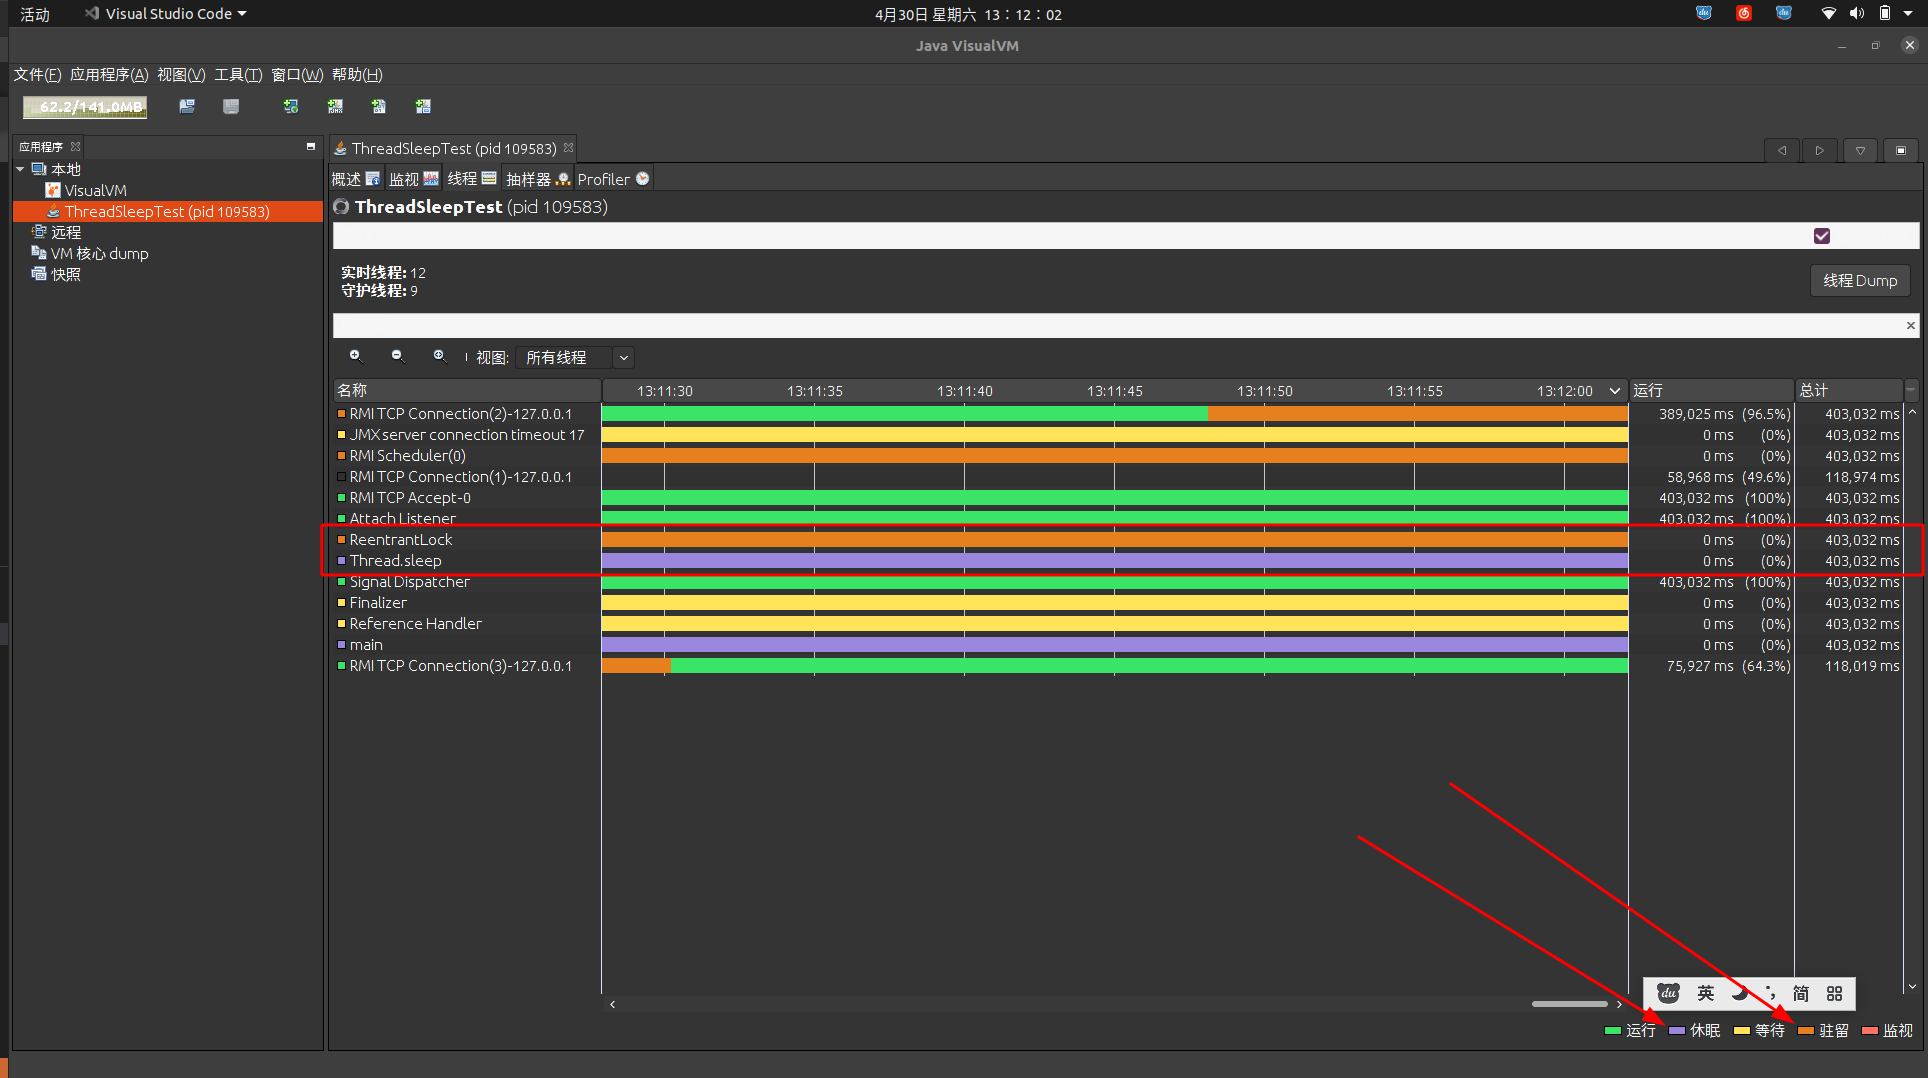 活动 Visual Studio Code 4月30日 星期六 13：12：02
Java VisualVM
文件(F) 应用程序(A) 视图(V) 工具(T) 窗口(W) 帮助(H)
62.2/141.0MB
应用程序
本地
VisualVM
ThreadSleepTest (pid 109583)
远程
VM 核心 dump
快照
ThreadSleepTest (pid 109583)
概述 监视 线程 抽样器 Profiler
ThreadSleepTest (pid 109583)
实时线程: 12
守护线程: 9
线程 Dump
视图: 所有线程
名称 13:11:30 13:11:35 13:11:40 13:11:45 13:11:50 13:11:55 13:12:00 运行 总计
RMI TCP Connection(2)-127.0.0.1 389,025 ms (96.5%) 403,032 ms
JMX server connection timeout 17 0 ms (0%) 403,032 ms
RMI Scheduler(0) 0 ms (0%) 403,032 ms
RMI TCP Connection(1)-127.0.0.1 58,968 ms (49.6%) 118,974 ms
RMI TCP Accept-0 403,032 ms (100%) 403,032 ms
Attach Listener 403,032 ms (100%) 403,032 ms
ReentrantLock 0 ms (0%) 403,032 ms
Thread.sleep 0 ms (0%) 403,032 ms
Signal Dispatcher 403,032 ms (100%) 403,032 ms
Finalizer 0 ms (0%) 403,032 ms
Reference Handler 0 ms (0%) 403,032 ms
main 0 ms (0%) 403,032 ms
RMI TCP Connection(3)-127.0.0.1 75,927 ms (64.3%) 118,019 ms
du 英 简
运行 休眠 等待 驻留 监视